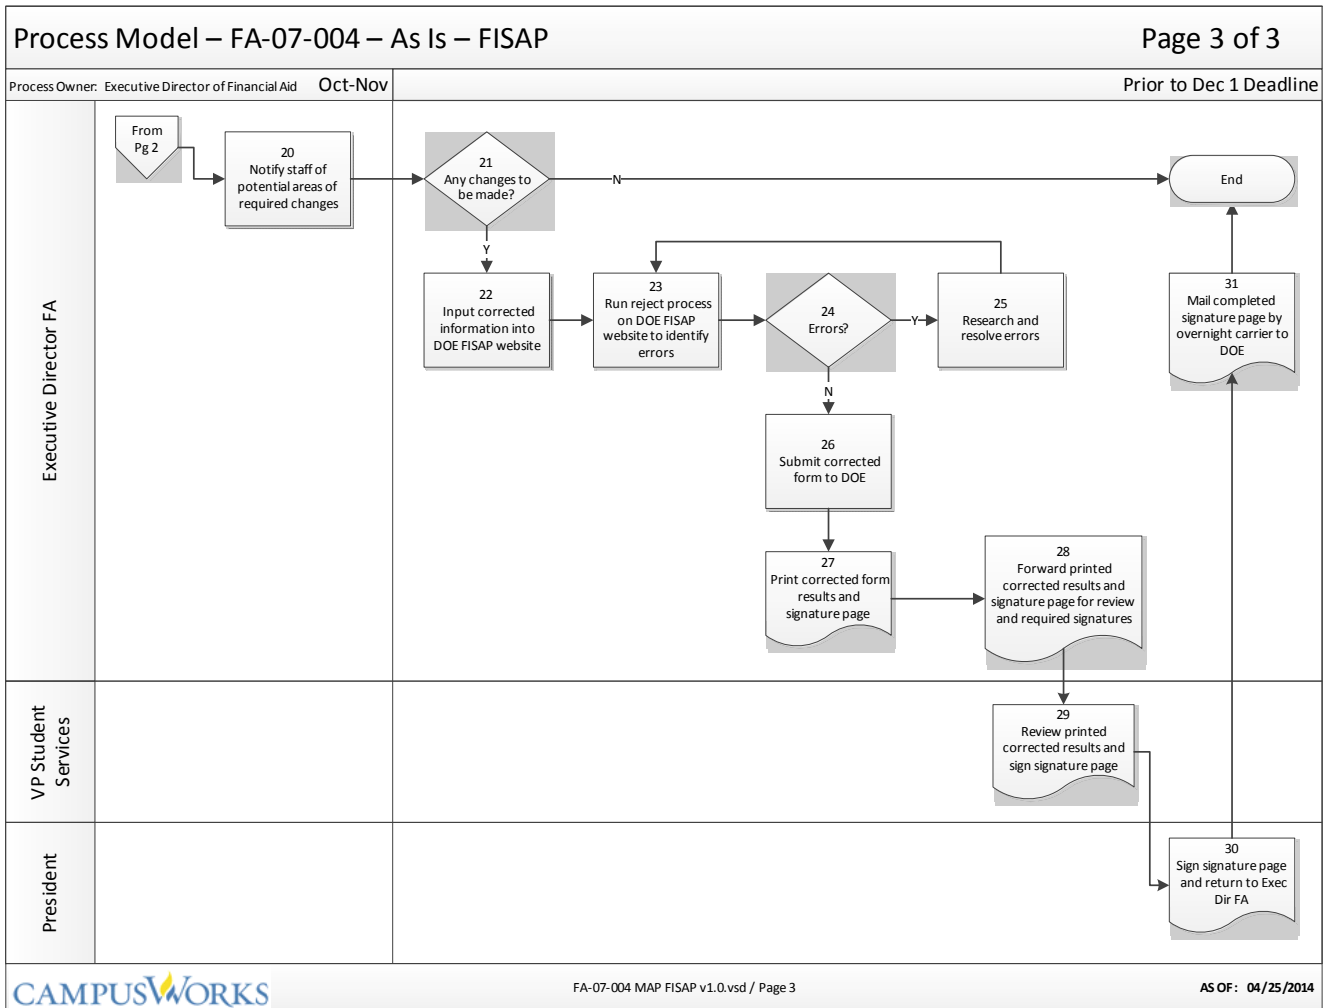 Process Model – FA-07-004 – As Is – FISAP
Page 3 of 3
Process Owner: Executive Director of Financial Aid
Oct-Nov
Prior to Dec 1 Deadline
Executive Director FA
From
Pg 2
20
Notify staff of
potential areas of
required changes
21
Any changes to
be made?
N
End
Y
22
Input corrected
information into
DOE FISAP website
23
Run reject process
on DOE FISAP
website to identify
errors
24
Errors?
Y
25
Research and
resolve errors
31
Mail completed
signature page by
overnight carrier to
DOE
N
26
Submit corrected
form to DOE
27
Print corrected form
results and
signature page
28
Forward printed
corrected results and
signature page for review
and required signatures
VP Student
Services
29
Review printed
corrected results and
sign signature page
President
30
Sign signature page
and return to Exec
Dir FA
CAMPUSWORKS
FA-07-004 MAP FISAP v1.0.vsd / Page 3
AS OF: 04/25/2014